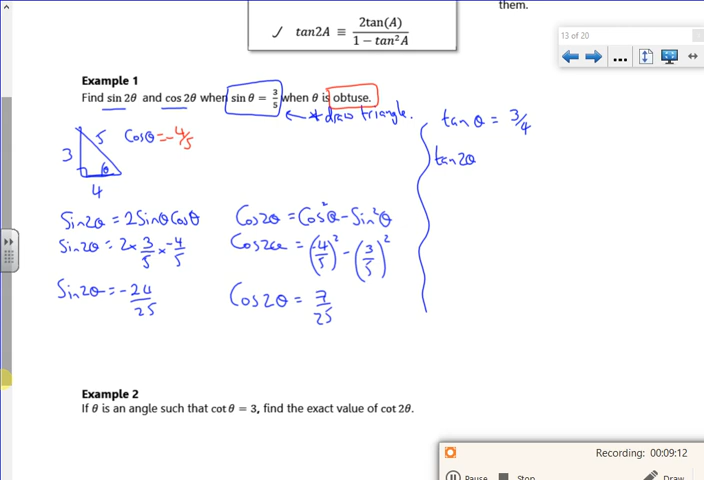 them.
✓ tan2A ≡ 2tan(A) / 1 − tan²A
13 of 20
Example 1
Find sin 2θ and cos 2θ when sin θ = 3/5 when θ is obtuse.
* draw triangle.
3 5 4 θ
Cosθ=-4/5
Sin2θ = 2SinθCosθ
Sin2θ = 2 × 3/5 × -4/5
Sin2θ = -24/25
Cos2θ = Cos²θ - Sin²θ
Cos2θ = (-4/5)² - (3/5)²
Cos2θ = 7/25
tan θ = 3/4
tan2θ
Example 2
If θ is an angle such that cot θ = 3, find the exact value of cot 2θ.
Recording: 00:09:12
Pause Stop Draw